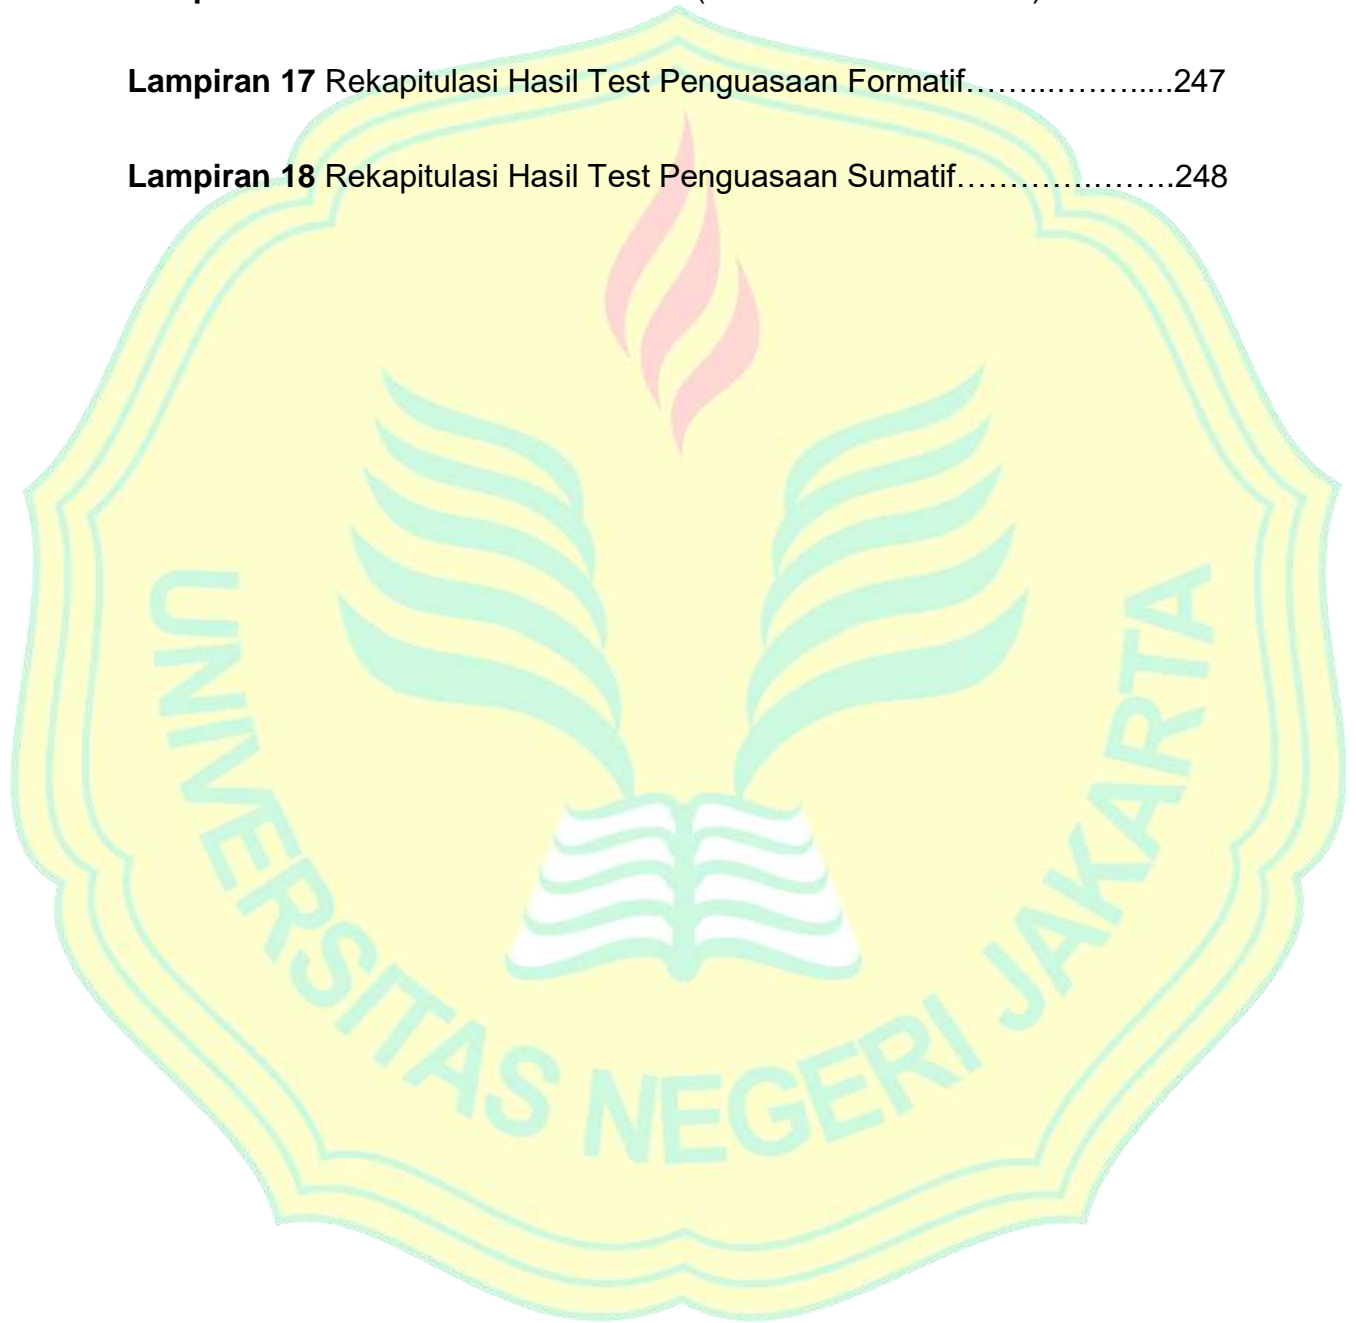 Lampiran 17 Rekapitulasi Hasil Test Penguasaan Formatif……...……….....247
Lampiran 18 Rekapitulasi Hasil Test Penguasaan Sumatif…………..……..248
UNIVERSITAS NEGERI JAKARTA